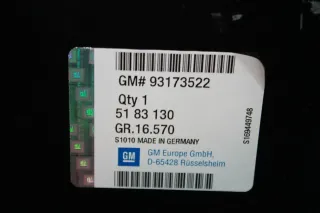 GM# 93173522
Qty 1
51 83 130
GR.16.570
S1010 MADE IN GERMANY
GM
GM Europe GmbH,
D-65428 Rüsselsheim
S169449748